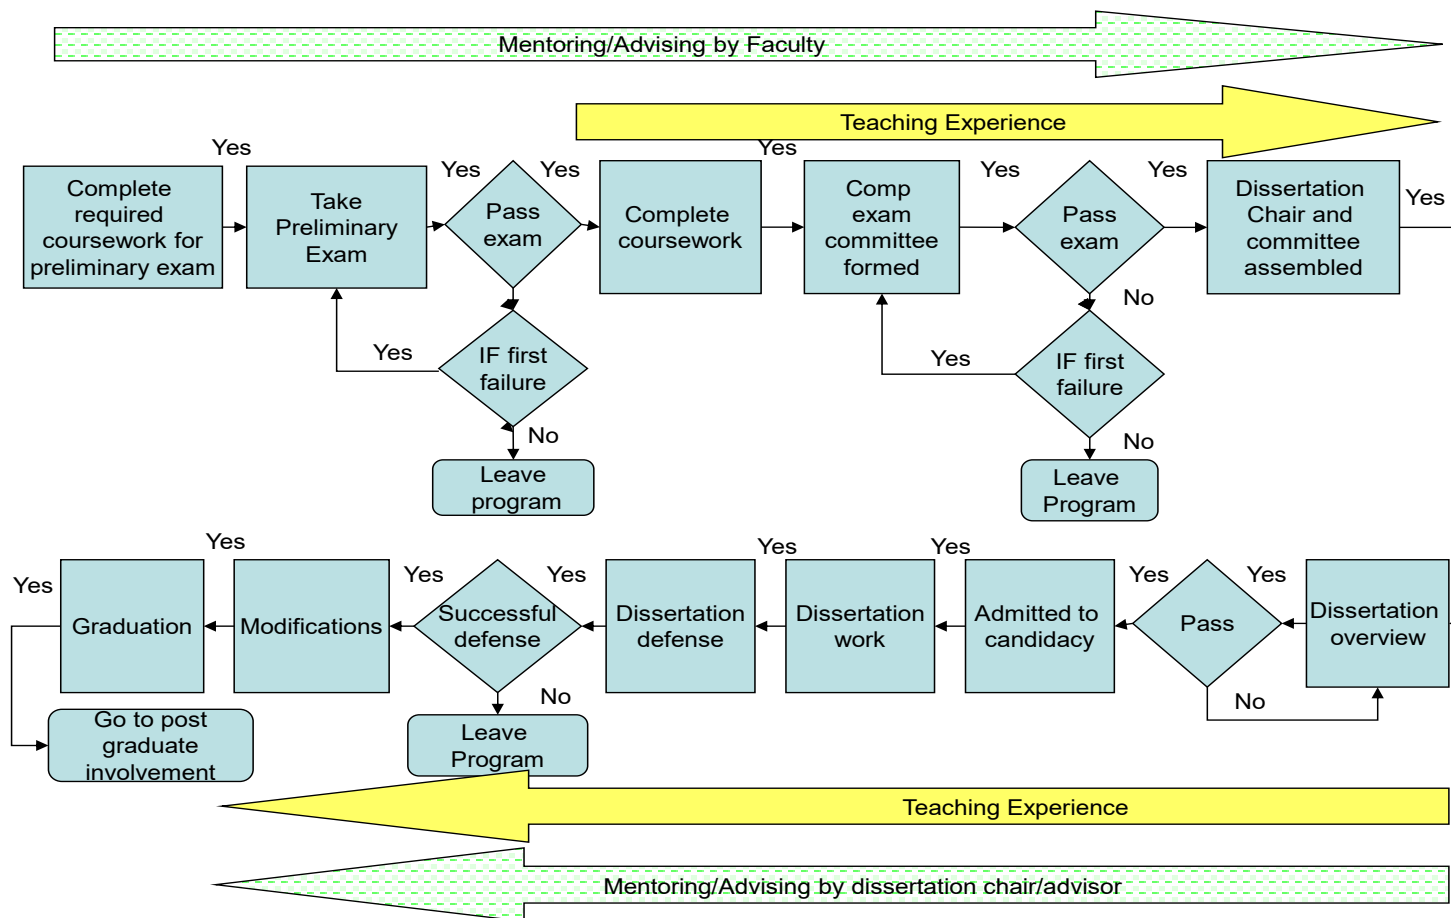 Mentoring/Advising by Faculty
Teaching Experience
Yes
Complete
required
coursework for
preliminary exam
Take
Preliminary
Exam
Yes
Pass
exam
Yes
Complete
coursework
Yes
Comp
exam
committee
formed
Yes
Pass
exam
Yes
Dissertation
Chair and
committee
assembled
Yes
Yes
IF first
failure
No
Leave
program
No
Yes
IF first
failure
No
Leave
Program
Yes
Graduation
Yes
Modifications
Yes
Successful
defense
Yes
Dissertation
defense
Yes
Dissertation
work
Yes
Admitted to
candidacy
Yes
Pass
Yes
Dissertation
overview
No
No
Go to post
graduate
involvement
Leave
Program
Teaching Experience
Mentoring/Advising by dissertation chair/advisor